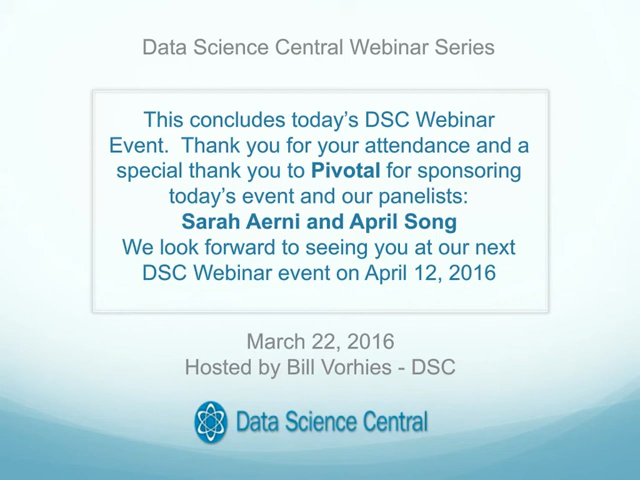 Data Science Central Webinar Series
This concludes today's DSC Webinar
Event.  Thank you for your attendance and a
special thank you to Pivotal for sponsoring
today's event and our panelists:
Sarah Aerni and April Song
We look forward to seeing you at our next
DSC Webinar event on April 12, 2016
March 22, 2016
Hosted by Bill Vorhies - DSC
Data Science Central